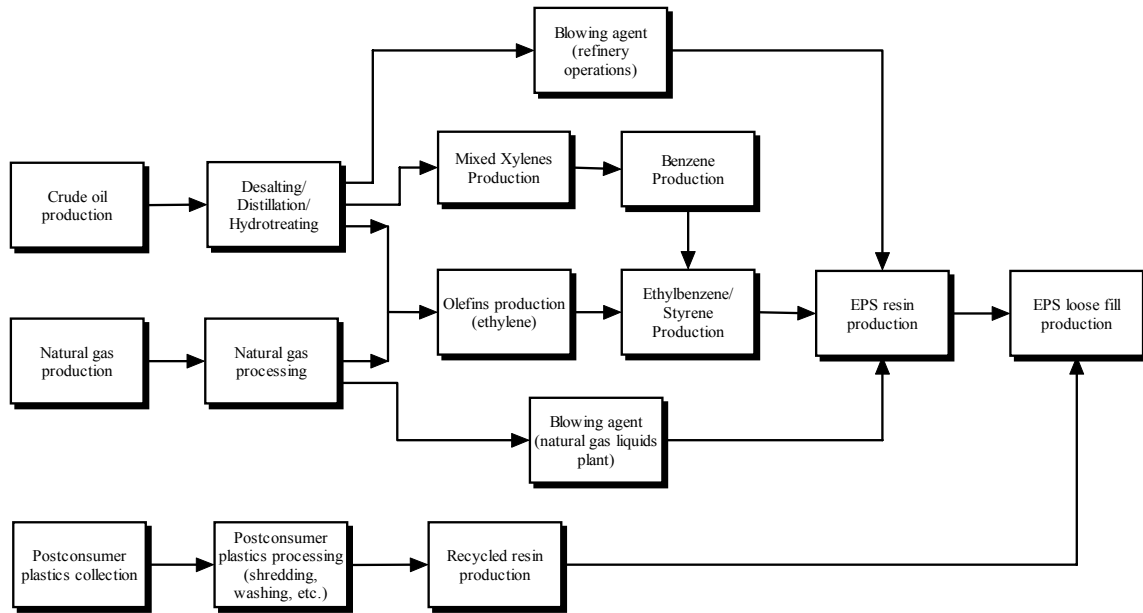 Blowing agent
(refinery
operations)
Crude oil
production
Desalting/
Distillation/
Hydrotreating
Mixed Xylenes
Production
Benzene
Production
Natural gas
production
Natural gas
processing
Olefins production
(ethylene)
Ethylbenzene/
Styrene
Production
EPS resin
production
EPS loose fill
production
Blowing agent
(natural gas liquids
plant)
Postconsumer
plastics collection
Postconsumer
plastics processing
(shredding,
washing, etc.)
Recycled resin
production